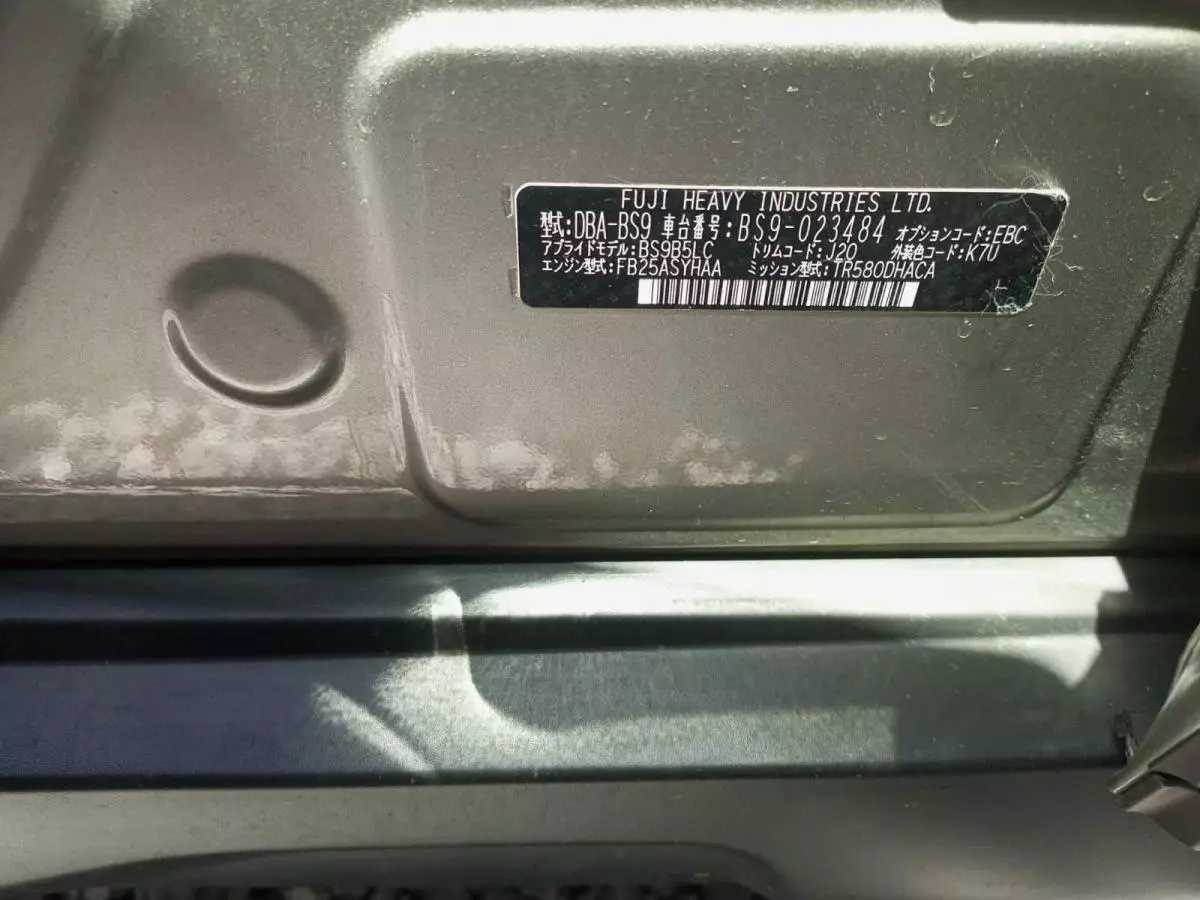 FUJI HEAVY INDUSTRIES LTD.
型式:DBA-BS9 車台番号:BS9-023484 オプションコード:EBC
アプライドモデル:BS9B5LC トリムコード:J20 外装色コード:K7U
エンジン型式:FB25ASYHAA ミッション型式:TR580DHACA